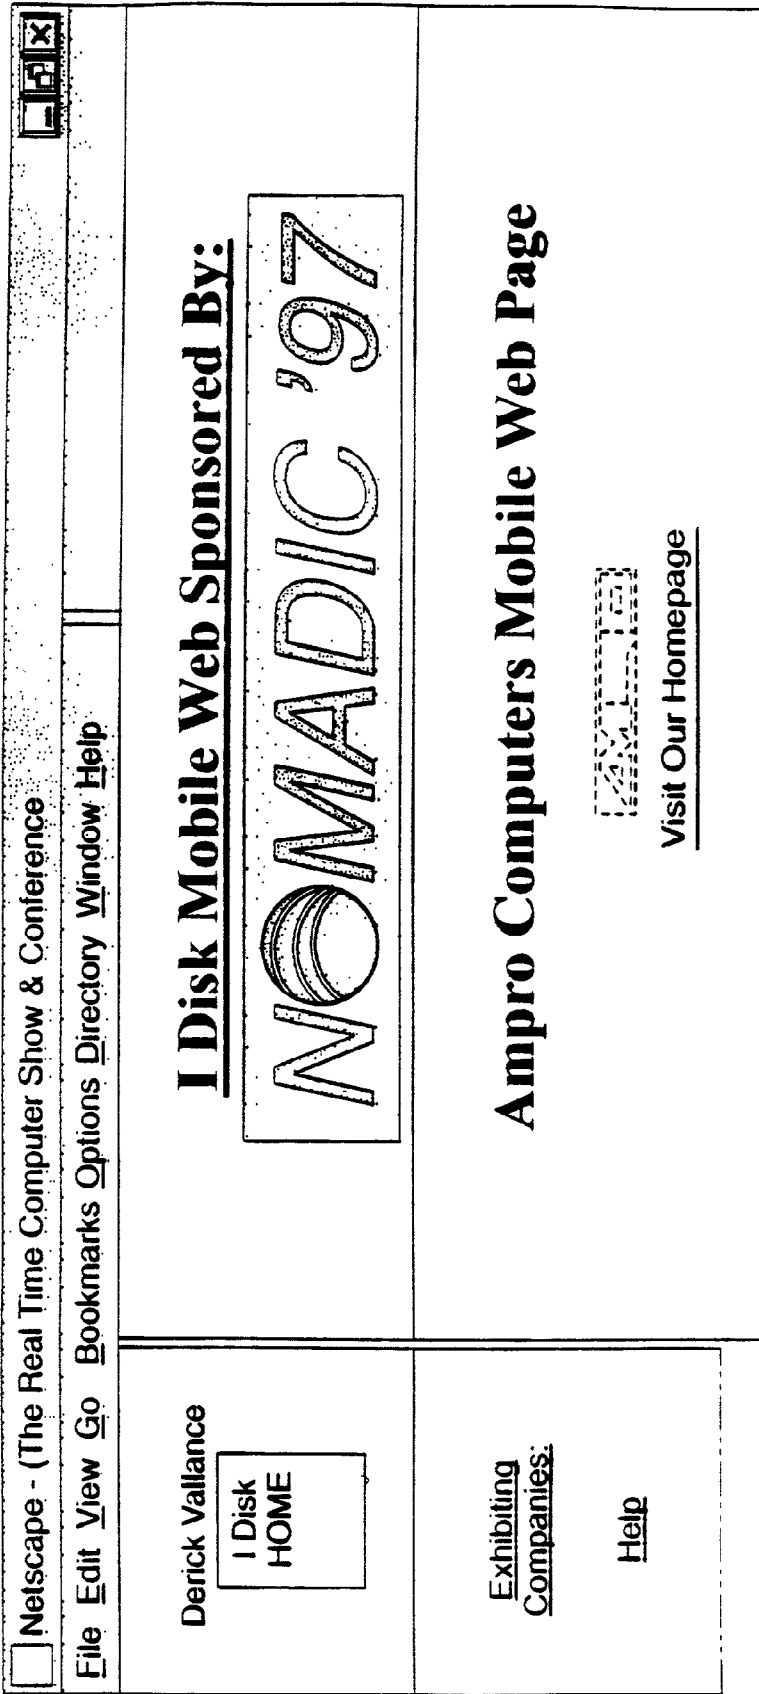 Netscape - (The Real Time Computer Show & Conference
File Edit View Go Bookmarks Options Directory Window Help
Derick Vallance
I Disk
HOME
Exhibiting
Companies:
Help
I Disk Mobile Web Sponsored By:
NOMADIC '97
Ampro Computers Mobile Web Page
Visit Our Homepage